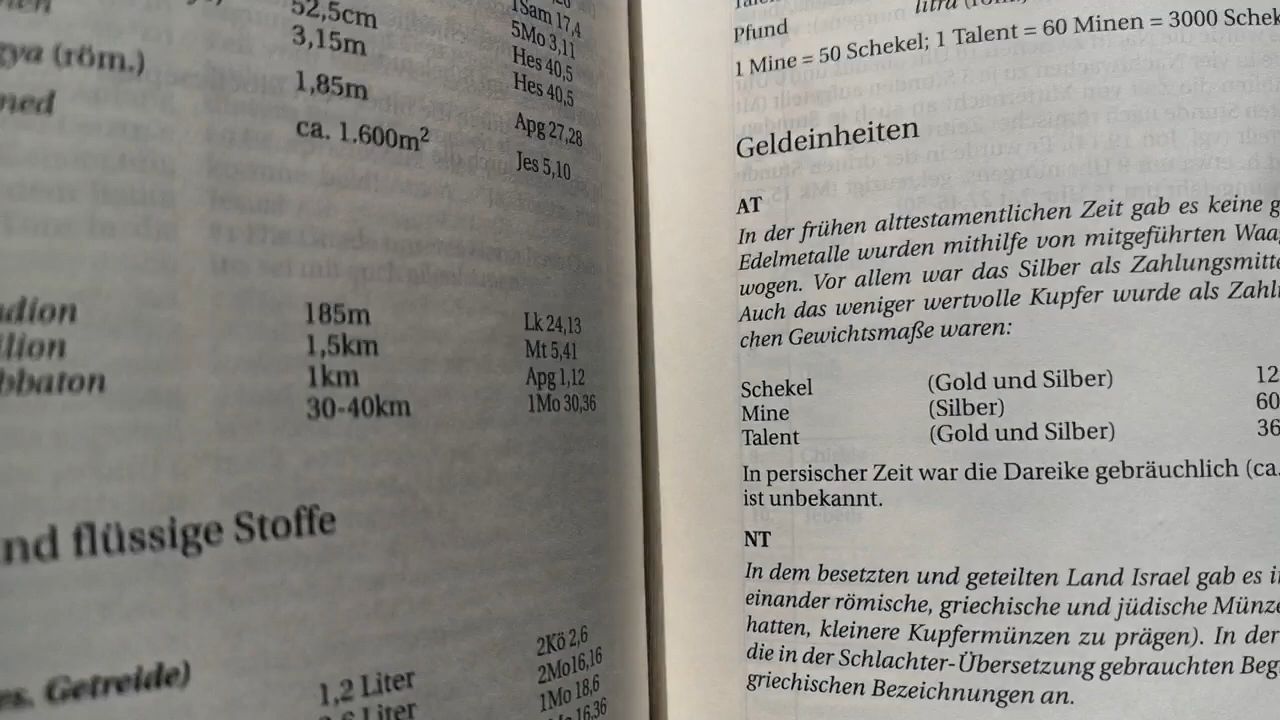 52,5cm 1Sam 17,4
3,15m 5Mo 3,11
Hes 40,5
(röm.) 1,85m Hes 40,5
ca. 1.600m² Apg 27,28
Jes 5,10
185m Lk 24,13
1,5km Mt 5,41
1km Apg 1,12
30-40km 1Mo 30,36
flüssige Stoffe
2Kö 2,6
Getreide) 2Mo 16,16
1,2 Liter 1Mo 18,6
Liter 16,36
Pfund litra
1 Mine = 50 Schekel; 1 Talent = 60 Minen = 3000 Schek
Geldeinheiten
AT
In der frühen alttestamentlichen Zeit gab es keine g
Edelmetalle wurden mithilfe von mitgeführten Waa
wogen. Vor allem war das Silber als Zahlungsmitte
Auch das weniger wertvolle Kupfer wurde als Zahl
chen Gewichtsmaße waren:
Schekel (Gold und Silber) 12
Mine (Silber) 60
Talent (Gold und Silber) 36
In persischer Zeit war die Dareike gebräuchlich (ca.
ist unbekannt.
NT
In dem besetzten und geteilten Land Israel gab es i
einander römische, griechische und jüdische Münz
hatten, kleinere Kupfermünzen zu prägen). In der
die in der Schlachter-Übersetzung gebrauchten Beg
griechischen Bezeichnungen an.